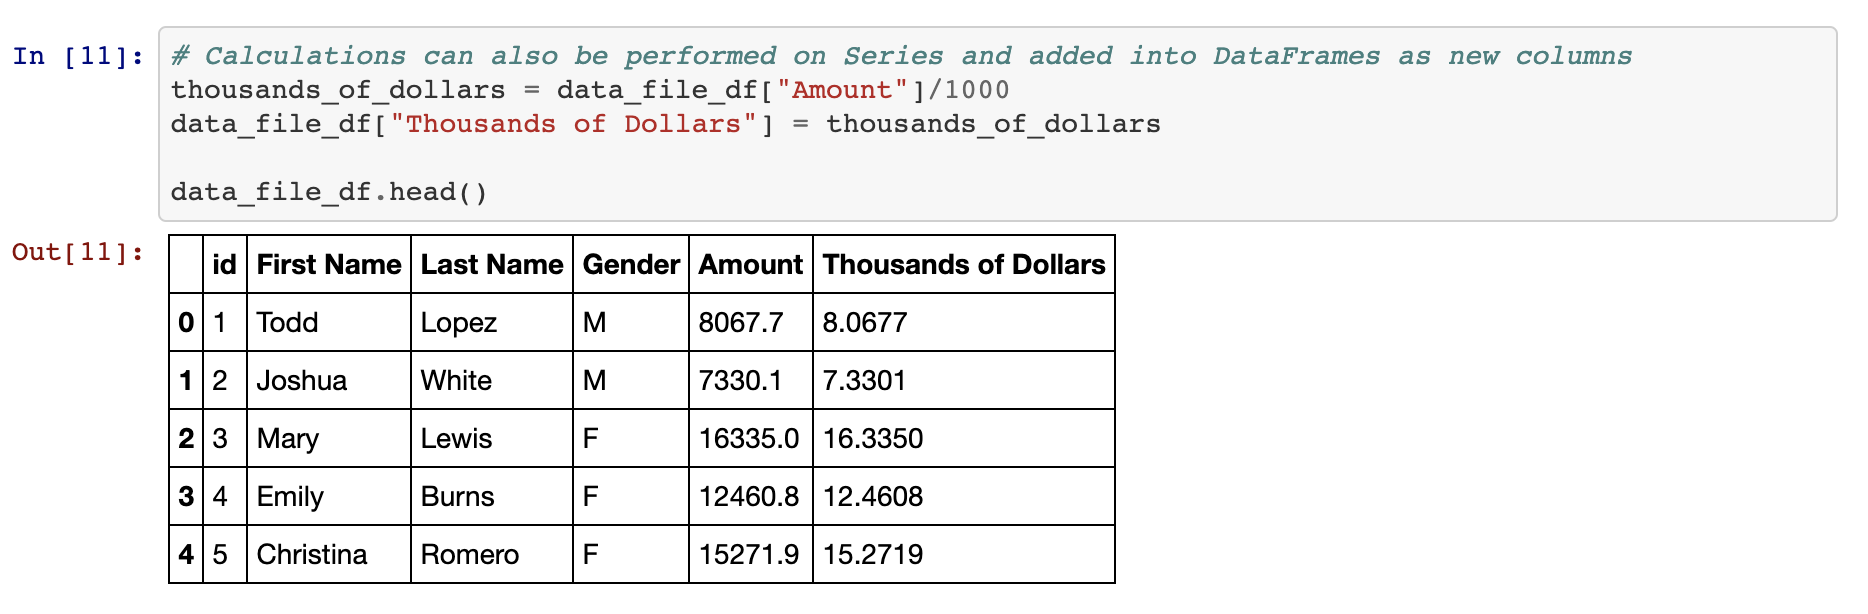 In [11]: # Calculations can also be performed on Series and added into DataFrames as new columns
thousands_of_dollars = data_file_df["Amount"]/1000
data_file_df["Thousands of Dollars"] = thousands_of_dollars
data_file_df.head()
Out[11]:
id First Name Last Name Gender Amount Thousands of Dollars
0 1 Todd Lopez M 8067.7 8.0677
1 2 Joshua White M 7330.1 7.3301
2 3 Mary Lewis F 16335.0 16.3350
3 4 Emily Burns F 12460.8 12.4608
4 5 Christina Romero F 15271.9 15.2719